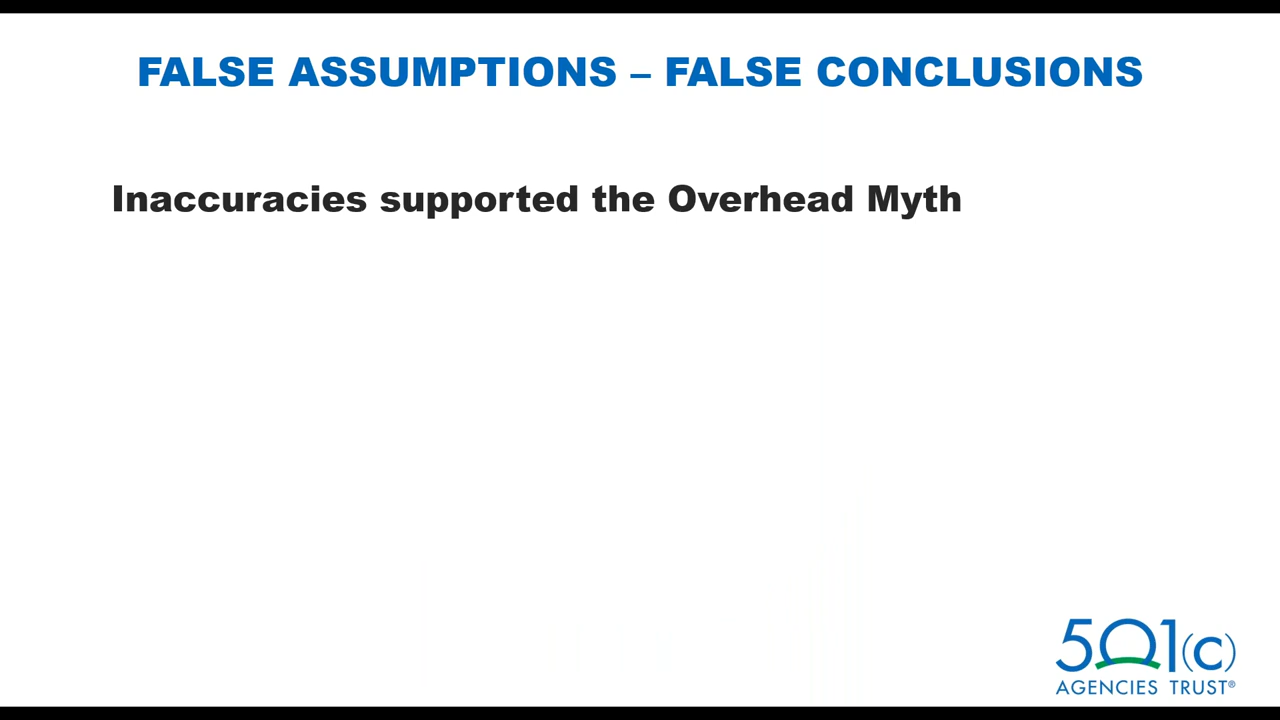 FALSE ASSUMPTIONS – FALSE CONCLUSIONS
Inaccuracies supported the Overhead Myth
501(c)
AGENCIES TRUST®